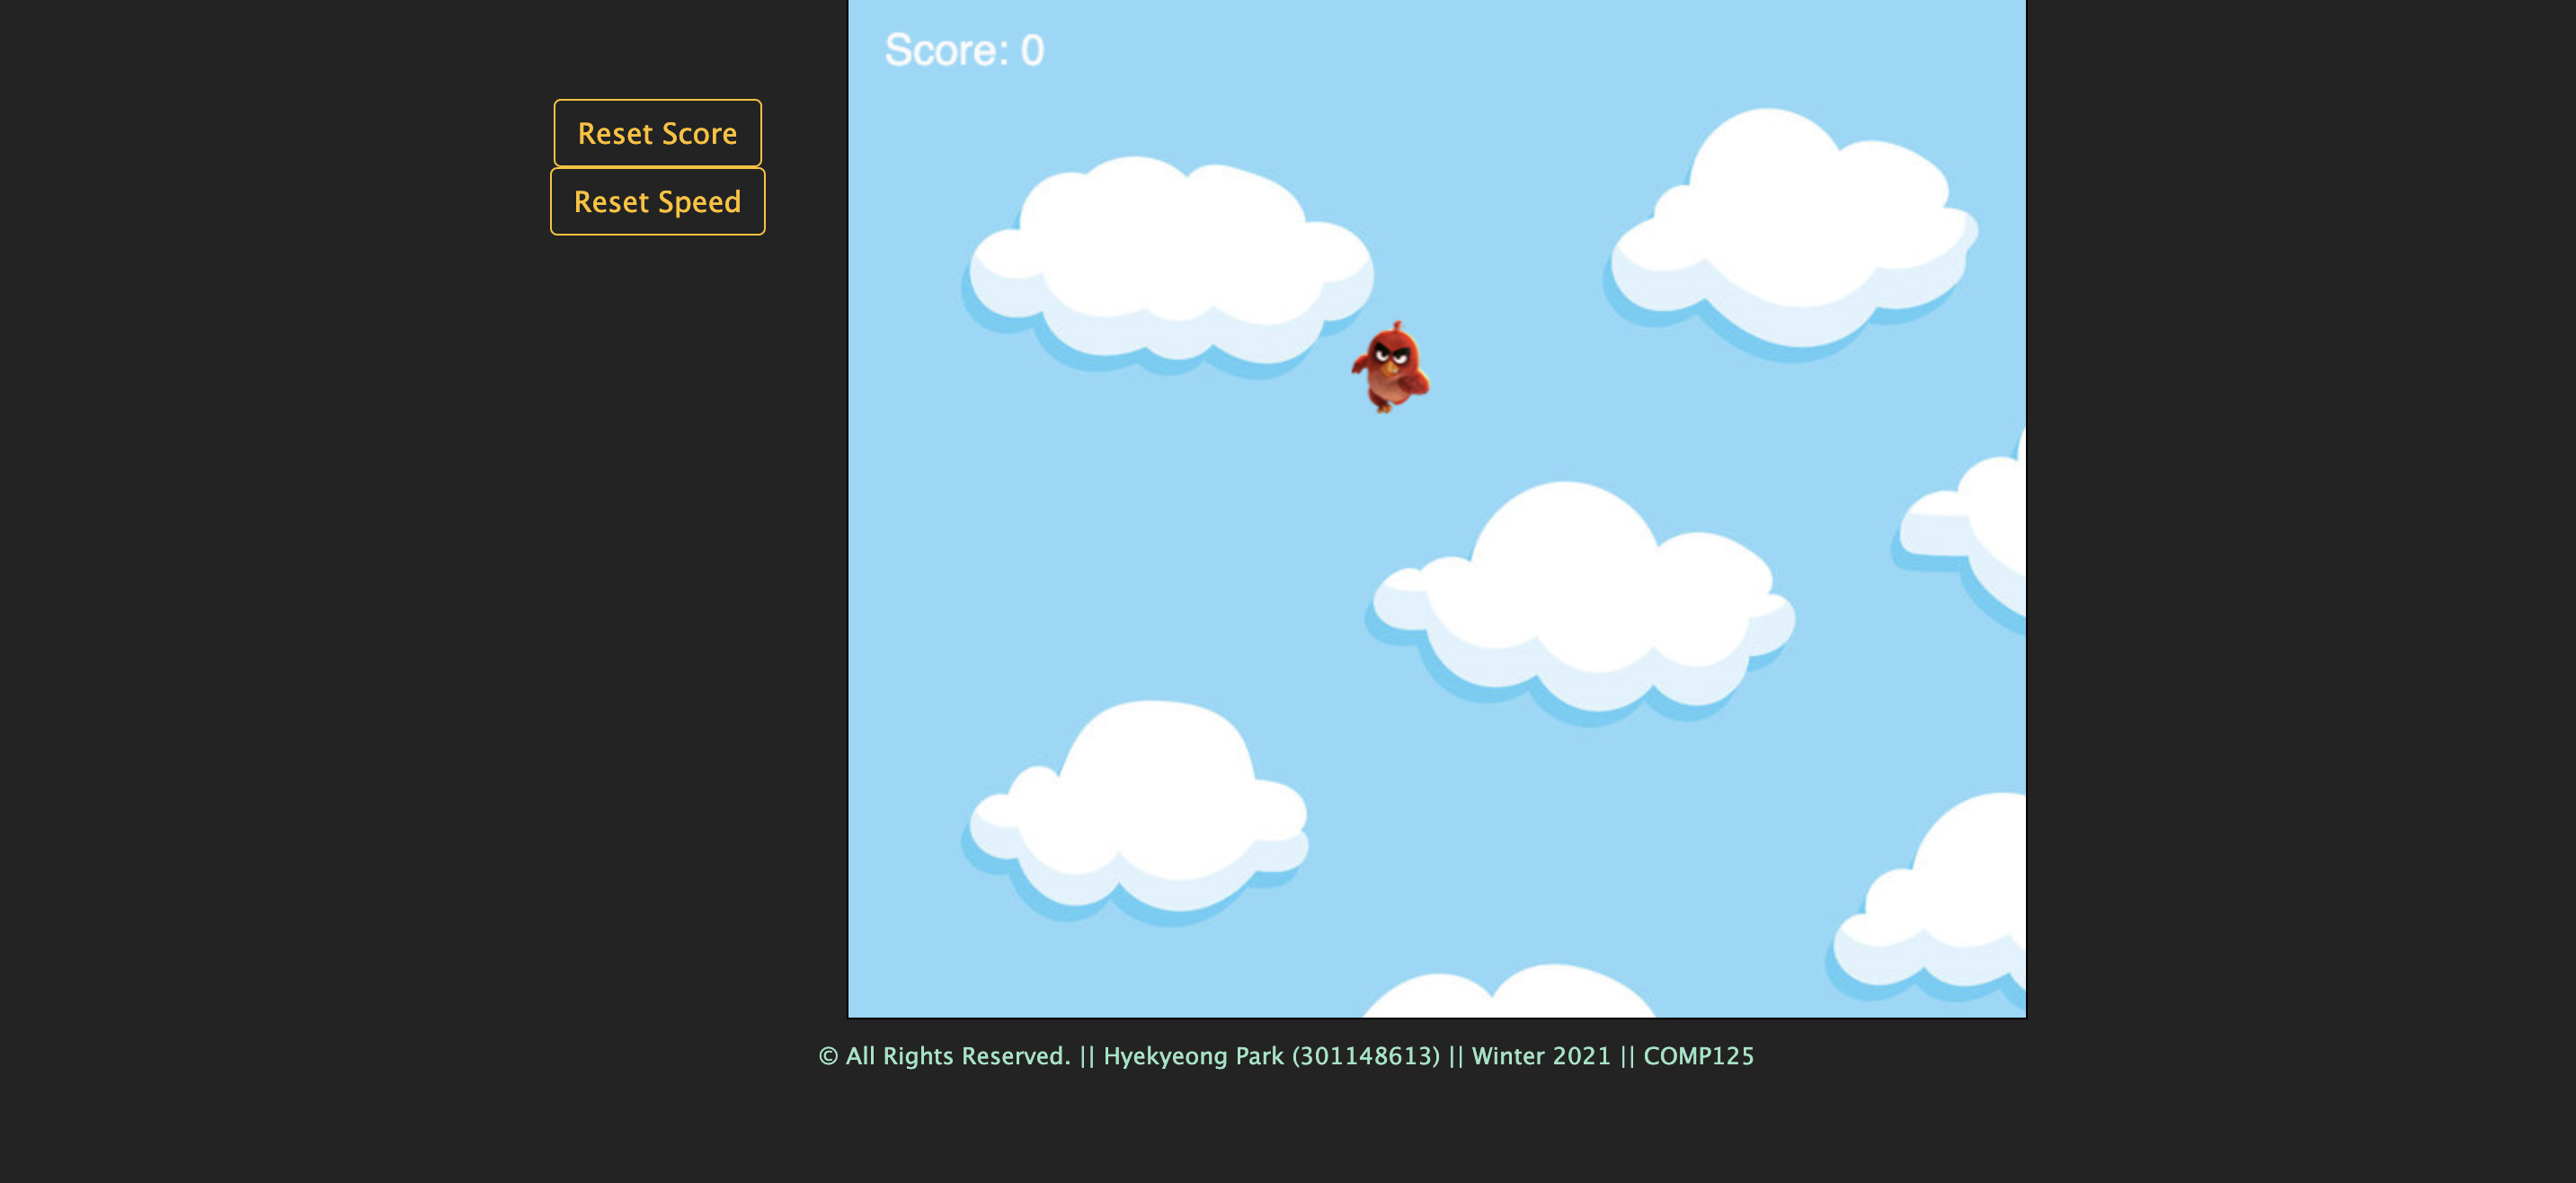 Score: 0
Reset Score
Reset Speed
© All Rights Reserved. || Hyekyeong Park (301148613) || Winter 2021 || COMP125